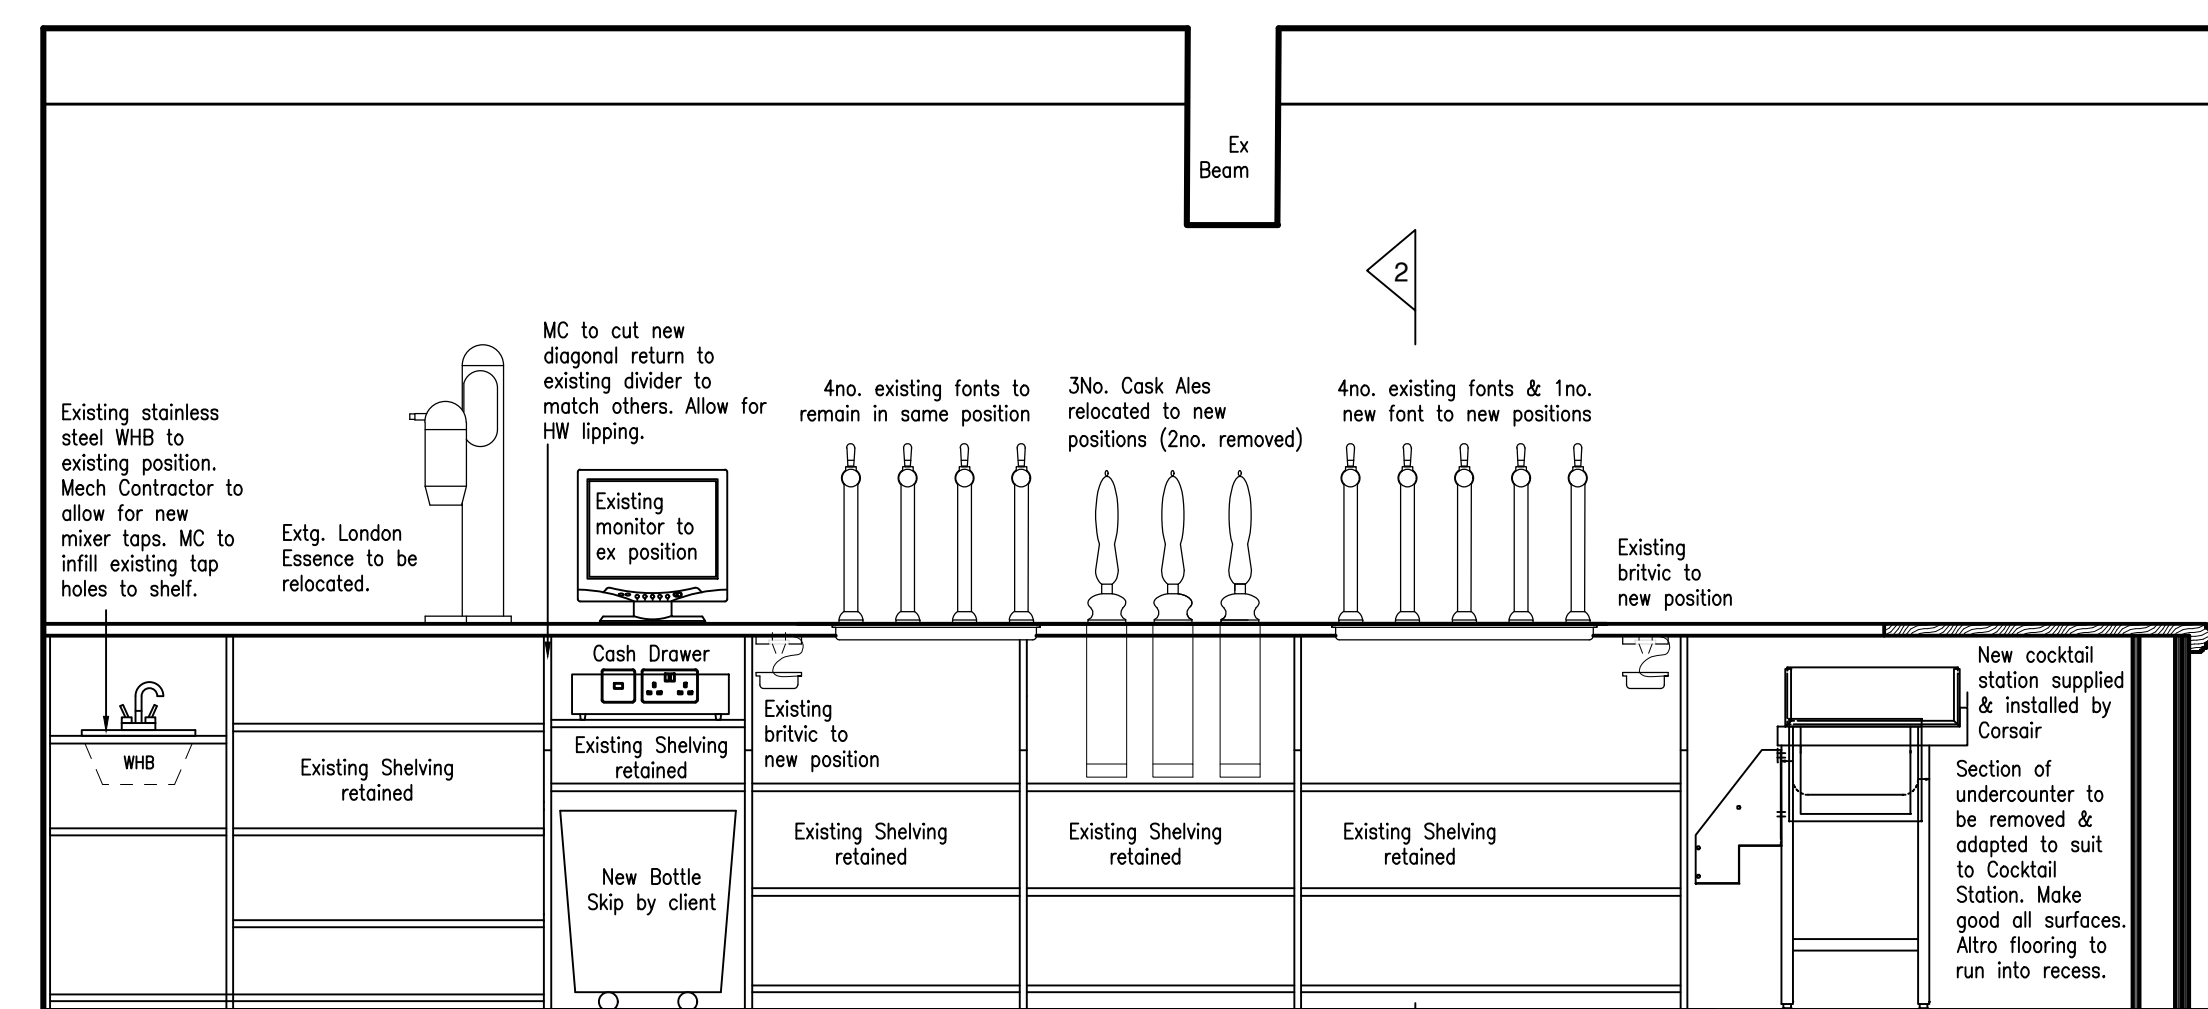 Ex
Beam
2
MC to cut new
diagonal return to
existing divider to
match others. Allow for
HW lipping.
4no. existing fonts to
remain in same position
3No. Cask Ales
relocated to new
positions (2no. removed)
4no. existing fonts & 1no.
new font to new positions
Existing stainless
steel WHB to
existing position.
Mech Contractor to
allow for new
mixer taps. MC to
infill existing tap
holes to shelf.
Extg. London
Essence to be
relocated.
Existing
monitor to
ex position
Existing
britvic to
new position
Cash Drawer
New cocktail
station supplied
& installed by
Corsair
Existing
britvic to
new position
WHB
Existing Shelving
retained
Existing Shelving
retained
Existing Shelving
retained
Existing Shelving
retained
Existing Shelving
retained
New Bottle
Skip by client
Section of
undercounter to
be removed &
adapted to suit
to Cocktail
Station. Make
good all surfaces.
Altro flooring to
run into recess.